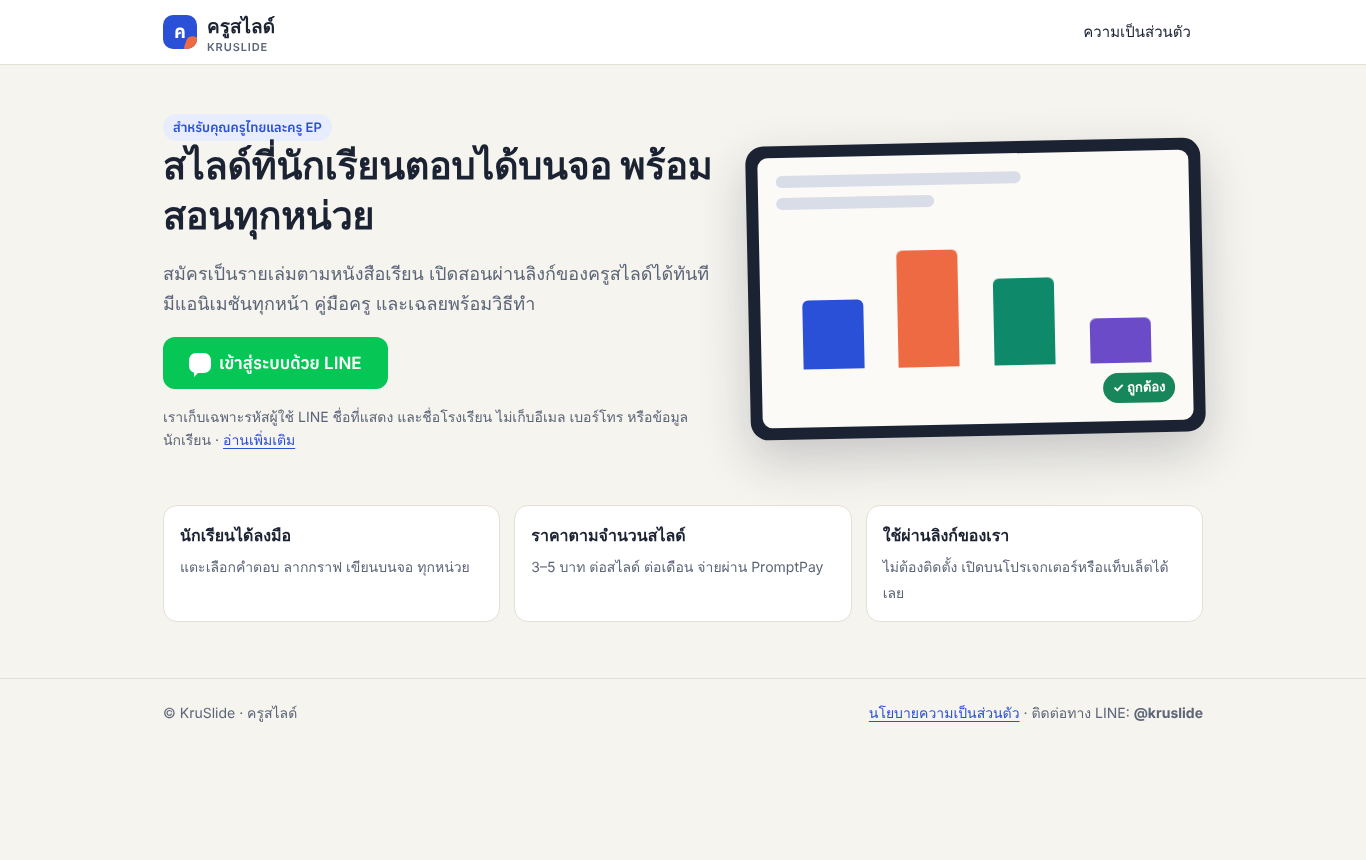 ค
ครูสไลด์
KRUSLIDE
ความเป็นส่วนตัว
สำหรับคุณครูไทยและครู EP
สไลด์ที่นักเรียนตอบได้บนจอ พร้อม
สอนทุกหน่วย
สมัครเป็นรายเล่มตามหนังสือเรียน เปิดสอนผ่านลิงก์ของครูสไลด์ได้ทันที
มีแอนิเมชันทุกหน้า คู่มือครู และเฉลยพร้อมวิธีทำ
เข้าสู่ระบบด้วย LINE
เราเก็บเฉพาะรหัสผู้ใช้ LINE ชื่อที่แสดง และชื่อโรงเรียน ไม่เก็บอีเมล เบอร์โทร หรือข้อมูล
นักเรียน · อ่านเพิ่มเติม
✓ ถูกต้อง
นักเรียนได้ลงมือ
แตะเลือกคำตอบ ลากกราฟ เขียนบนจอ ทุกหน่วย
ราคาตามจำนวนสไลด์
3–5 บาท ต่อสไลด์ ต่อเดือน จ่ายผ่าน PromptPay
ใช้ผ่านลิงก์ของเรา
ไม่ต้องติดตั้ง เปิดบนโปรเจกเตอร์หรือแท็บเล็ตได้
เลย
© KruSlide · ครูสไลด์
นโยบายความเป็นส่วนตัว · ติดต่อทาง LINE: @kruslide